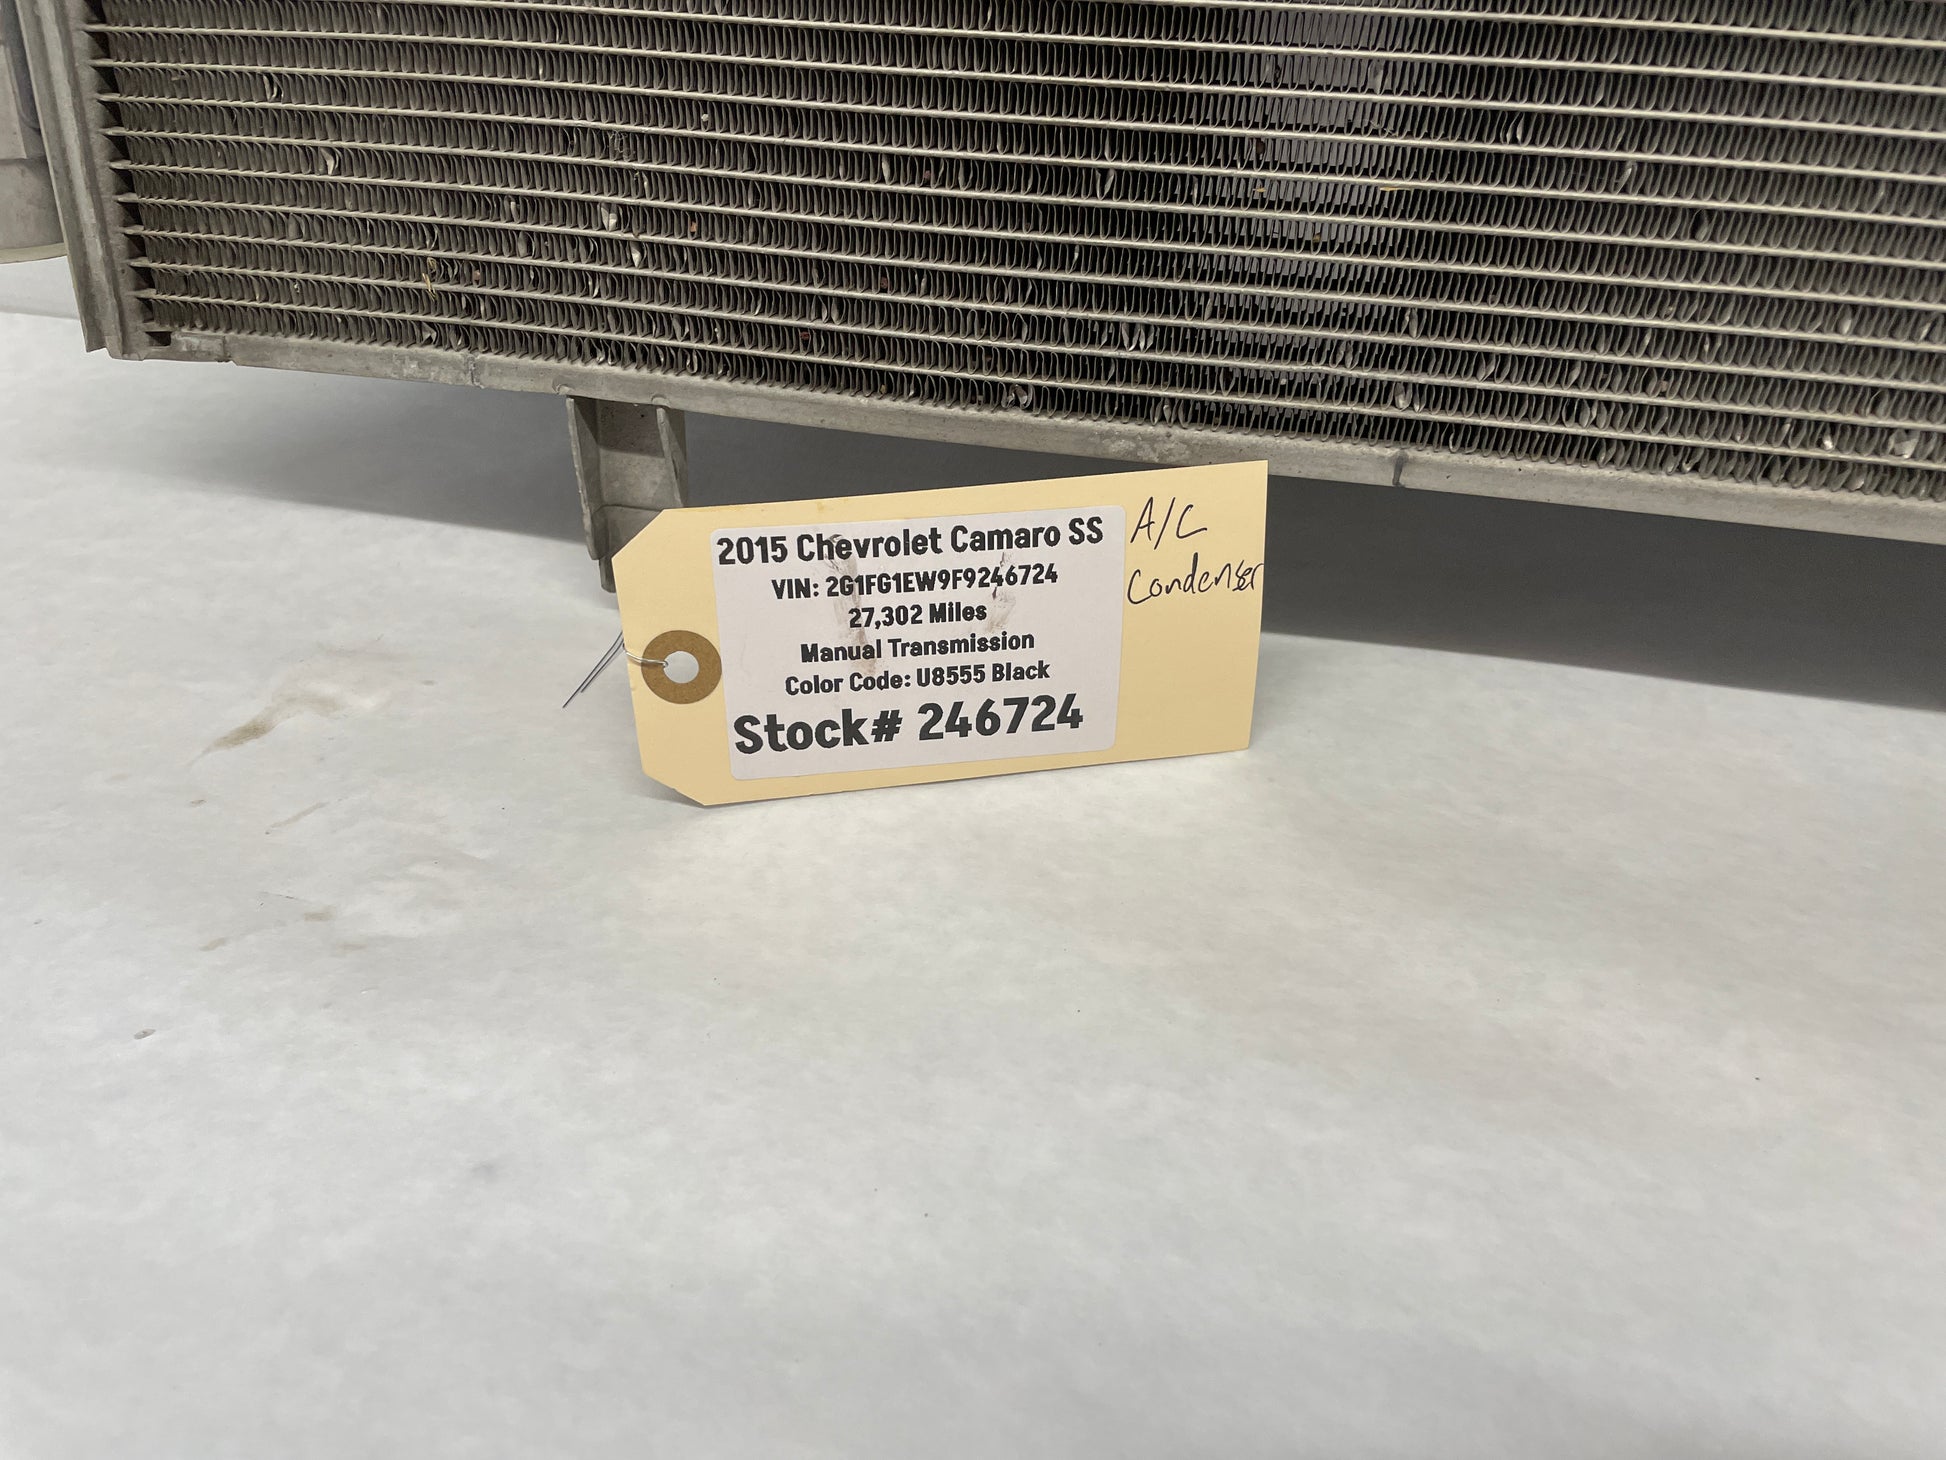 2015 Chevrolet Camaro SS
VIN: 2G1FG1EW9F9246724
27,302 Miles
Manual Transmission
Color Code: U8555 Black
Stock# 246724
A/C
Condenser